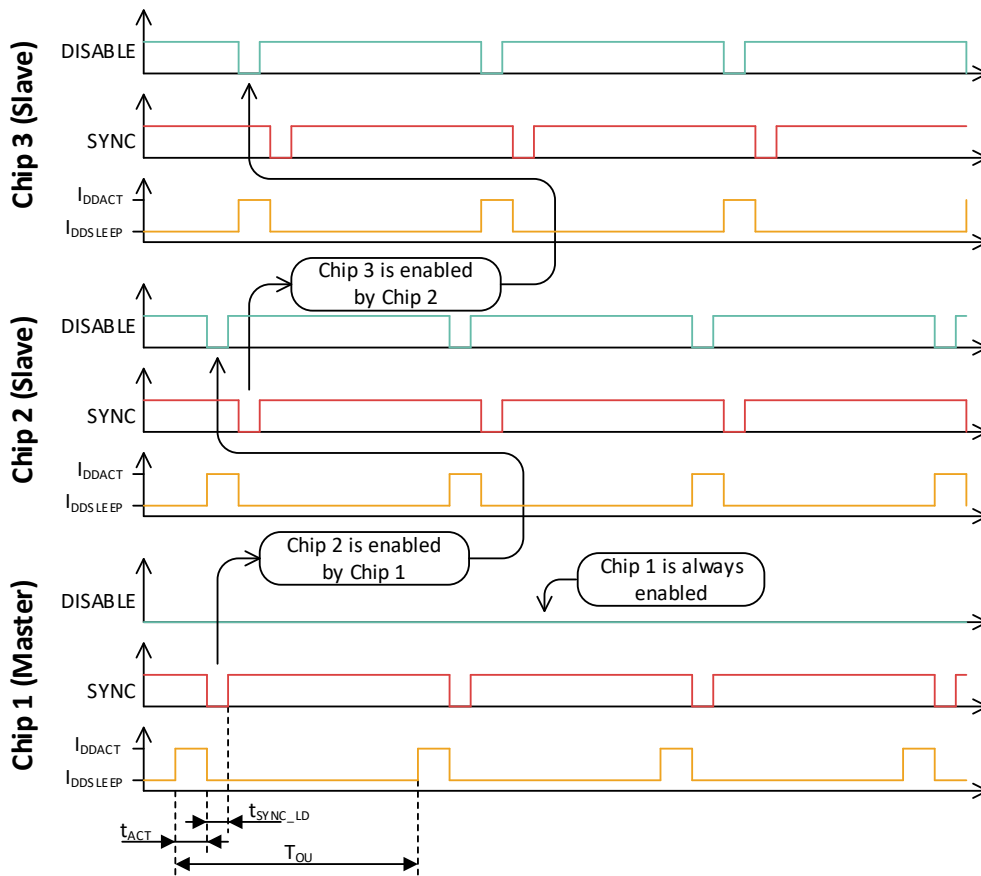 Chip 3 (Slave)
DISABLE
SYNC
IDDACT
IDDSLEEP
Chip 3 is enabled
by Chip 2
Chip 2 (Slave)
DISABLE
SYNC
IDDACT
IDDSLEEP
Chip 2 is enabled
by Chip 1
Chip 1 is always
enabled
Chip 1 (Master)
DISABLE
SYNC
IDDACT
IDDSLEEP
tSYNC_LD
tACT
TOU